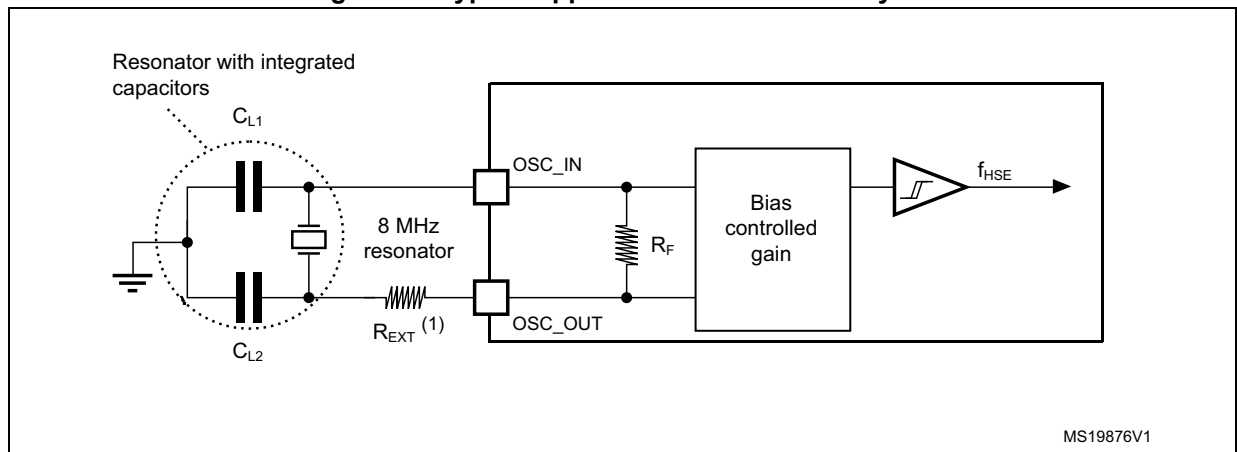 Resonator with integrated
capacitors
CL1
OSC_IN
fHSE
8 MHz
resonator
RF
Bias
controlled
gain
REXT (1)
OSC_OUT
CL2
MS19876V1